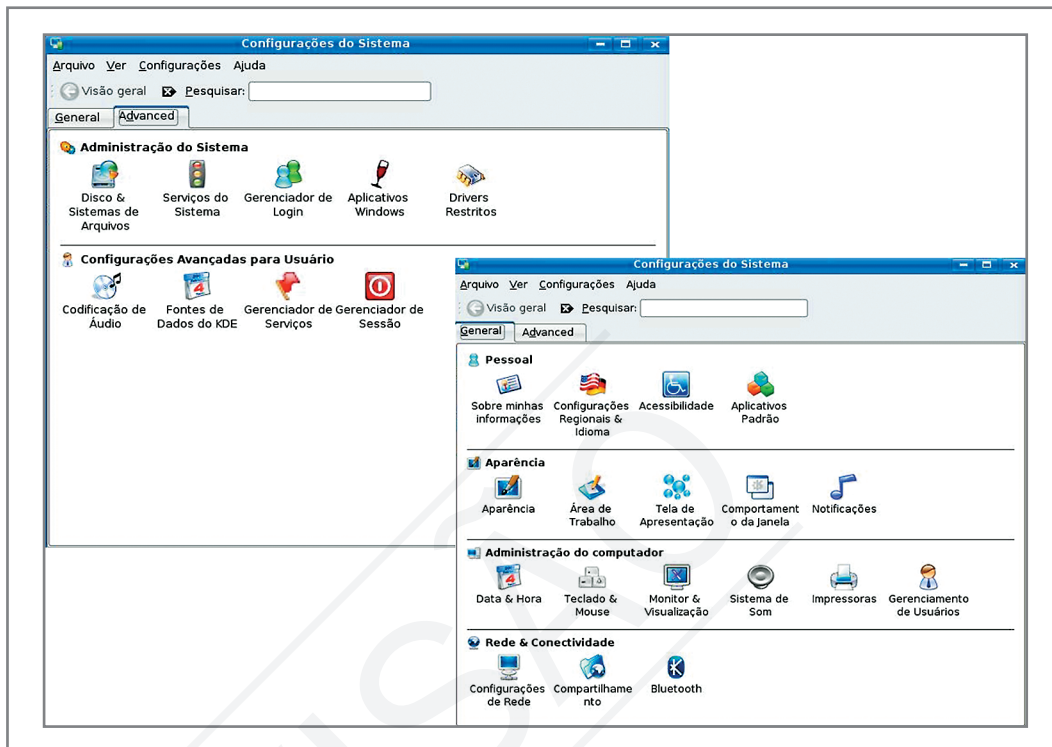 Configurações do Sistema
Arquivo Ver Configurações Ajuda
Visão geral Pesquisar:
General Advanced
Administração do Sistema
Disco & Sistemas de Arquivos
Serviços do Sistema
Gerenciador de Login
Aplicativos Windows
Drivers Restritos
Configurações Avançadas para Usuário
Codificação de Áudio
Fontes de Dados do KDE
Gerenciador de Serviços
Gerenciador de Sessão
Configurações do Sistema
Arquivo Ver Configurações Ajuda
Visão geral Pesquisar:
General Advanced
Pessoal
Sobre minhas informações
Configurações Regionais & Idioma
Acessibilidade
Aplicativos Padrão
Aparência
Aparência
Área de Trabalho
Tela de Apresentação
Comportament o da Janela
Notificações
Administração do computador
Data & Hora
Teclado & Mouse
Monitor & Visualização
Sistema de Som
Impressoras
Gerenciamento de Usuários
Rede & Conectividade
Configurações de Rede
Compartilhame nto
Bluetooth